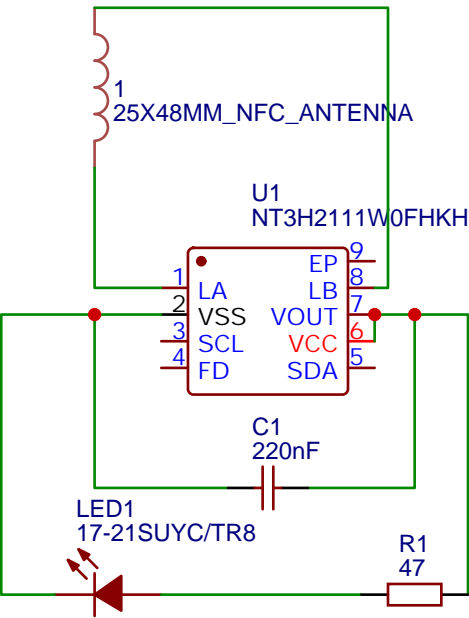 1
25X48MM_NFC_ANTENNA
U1
NT3H2111W0FHKH
EP 9
1 LA LB 8
2 VSS VOUT 7
3 SCL VCC 6
4 FD SDA 5
C1
220nF
LED1
17-21SUYC/TR8
R1
47